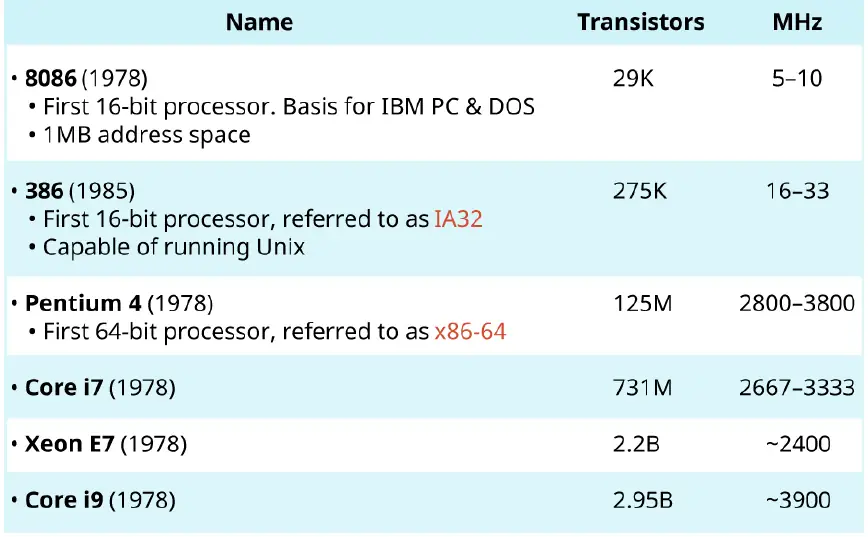 Name Transistors MHz
• 8086 (1978) 29K 5–10
• First 16-bit processor. Basis for IBM PC & DOS
• 1MB address space
• 386 (1985) 275K 16–33
• First 16-bit processor, referred to as IA32
• Capable of running Unix
• Pentium 4 (1978) 125M 2800–3800
• First 64-bit processor, referred to as x86-64
• Core i7 (1978) 731M 2667–3333
• Xeon E7 (1978) 2.2B ~2400
• Core i9 (1978) 2.95B ~3900